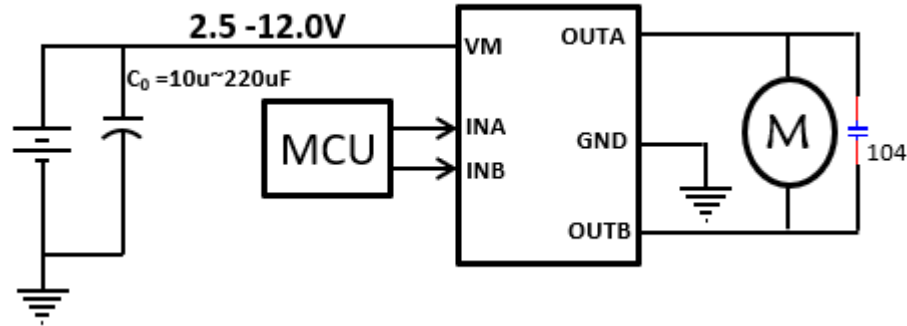 2.5 -12.0V
C₀ =10u~220uF
VM
OUTA
MCU
INA
INB
GND
OUTB
M
104